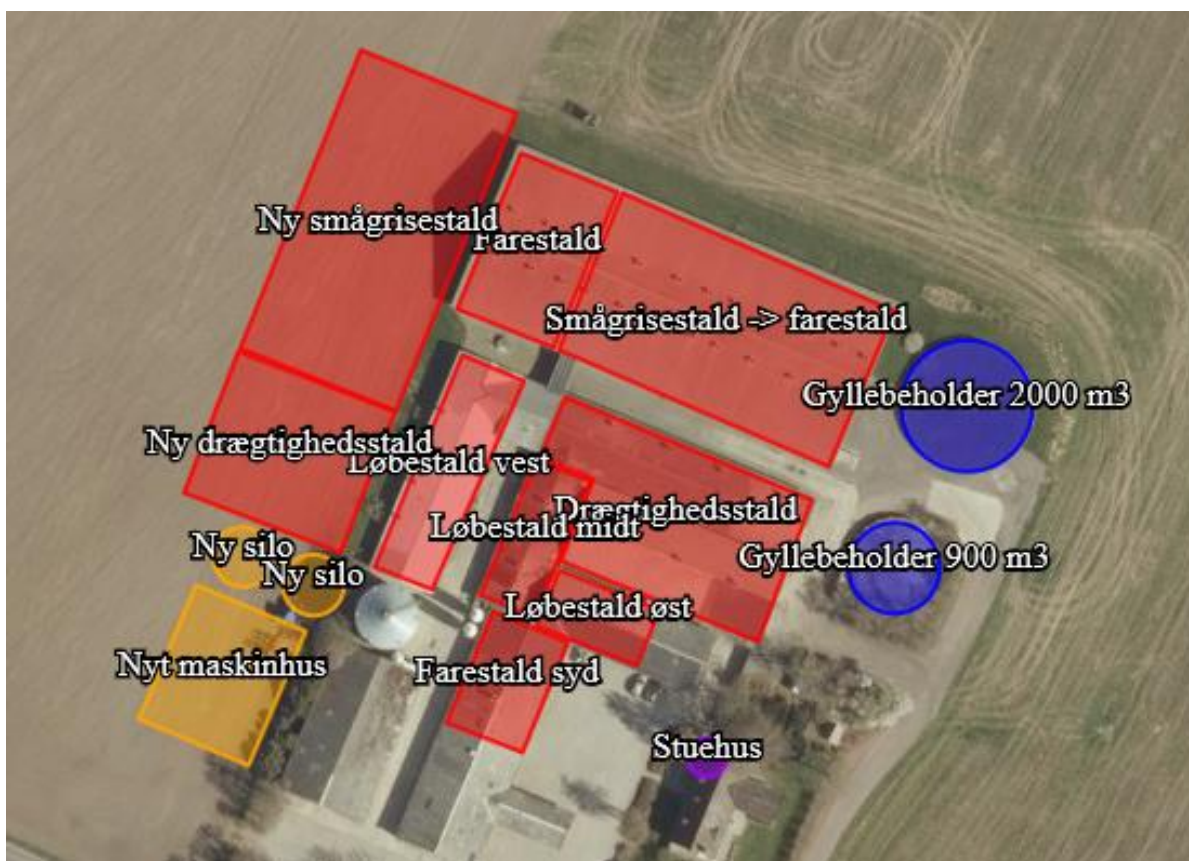 Ny smågrisestald
Farestald
Smågrisestald -> farestald
Gyllebeholder 2000 m3
Ny drægtighedsstald
Løbestald vest
Drægtighedsstald
Løbestald midt
Ny silo
Gyllebeholder 900 m3
Ny silo
Løbestald øst
Nyt maskinhus
Farestald syd
Stuehus